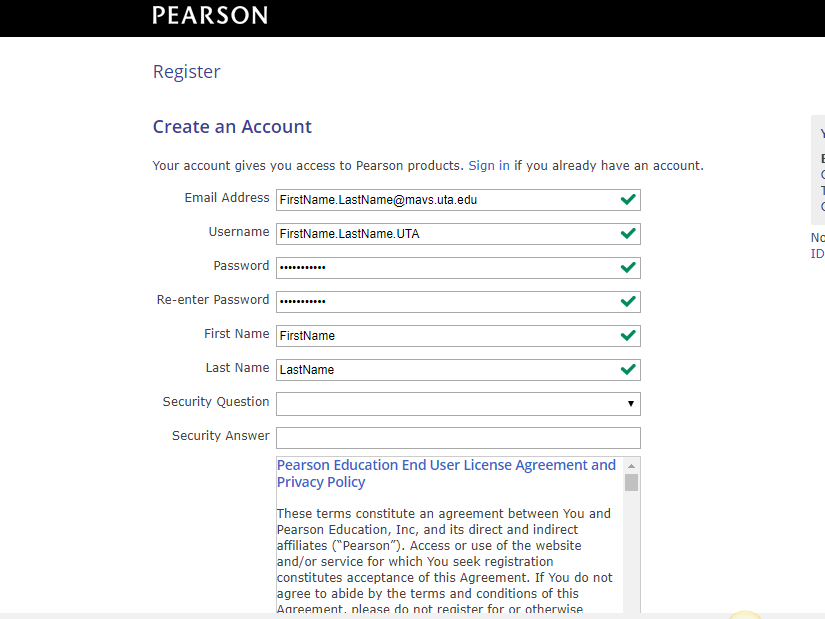 PEARSON
Register
Create an Account
Your account gives you access to Pearson products. Sign in if you already have an account.
Email Address FirstName.LastName@mavs.uta.edu
Username FirstName.LastName.UTA
Password •••••••••••
Re-enter Password •••••••••••
First Name FirstName
Last Name LastName
Security Question
Security Answer
Pearson Education End User License Agreement and
Privacy Policy
These terms constitute an agreement between You and
Pearson Education, Inc, and its direct and indirect
affiliates (“Pearson”). Access or use of the website
and/or service for which You seek registration
constitutes acceptance of this Agreement. If You do not
agree to abide by the terms and conditions of this
Agreement, please do not register for or otherwise
No
ID